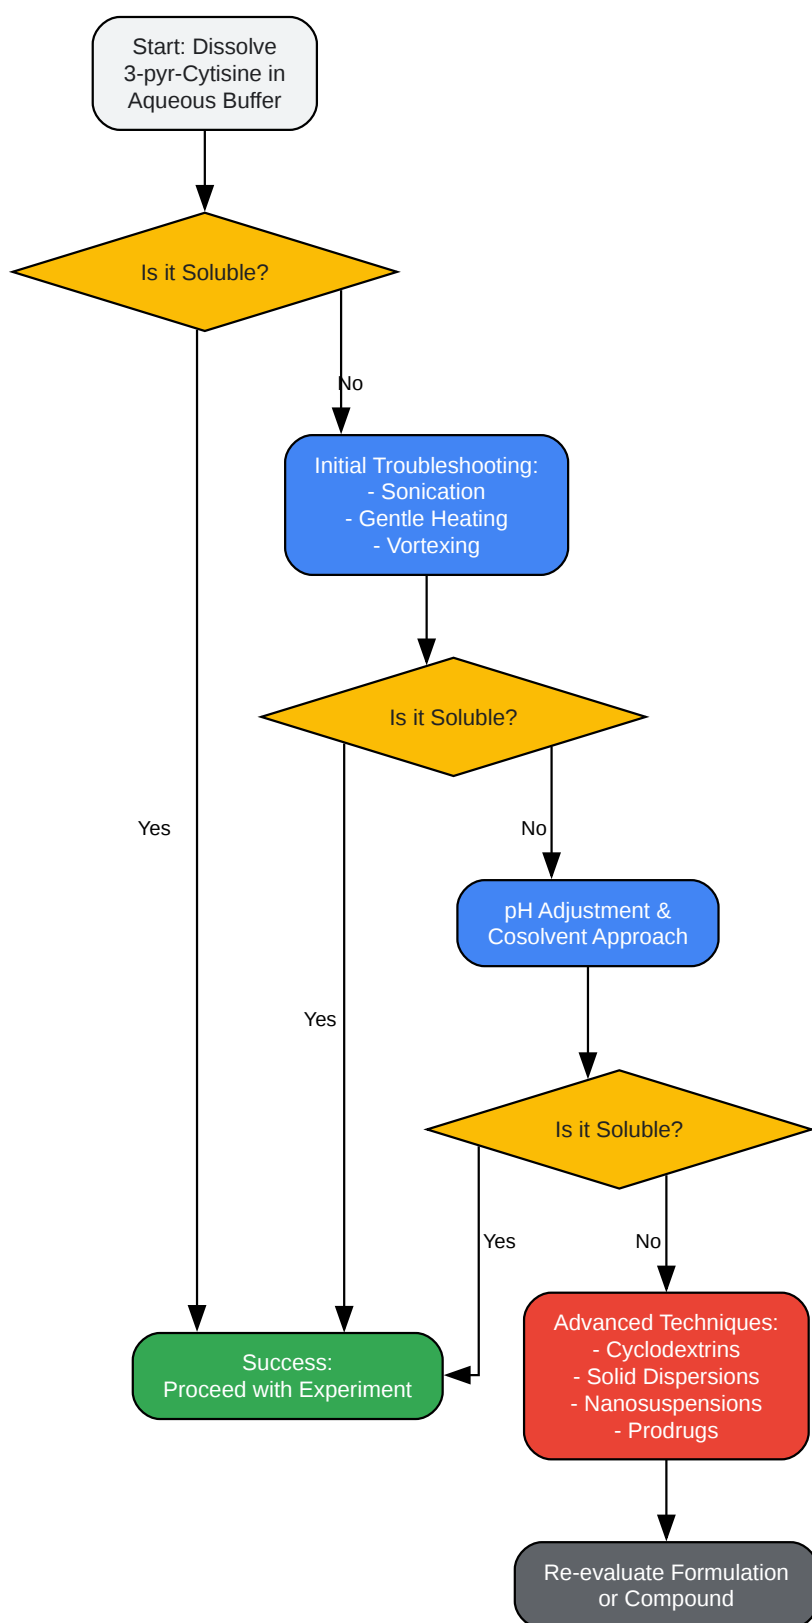 Start: Dissolve
3-pyr-Cytisine in
Aqueous Buffer
Is it Soluble?
No
Initial Troubleshooting:
- Sonication
- Gentle Heating
- Vortexing
Is it Soluble?
Yes
No
pH Adjustment &
Cosolvent Approach
Yes
Is it Soluble?
Yes
No
Advanced Techniques:
- Cyclodextrins
- Solid Dispersions
- Nanosuspensions
- Prodrugs
Success:
Proceed with Experiment
Re-evaluate Formulation
or Compound